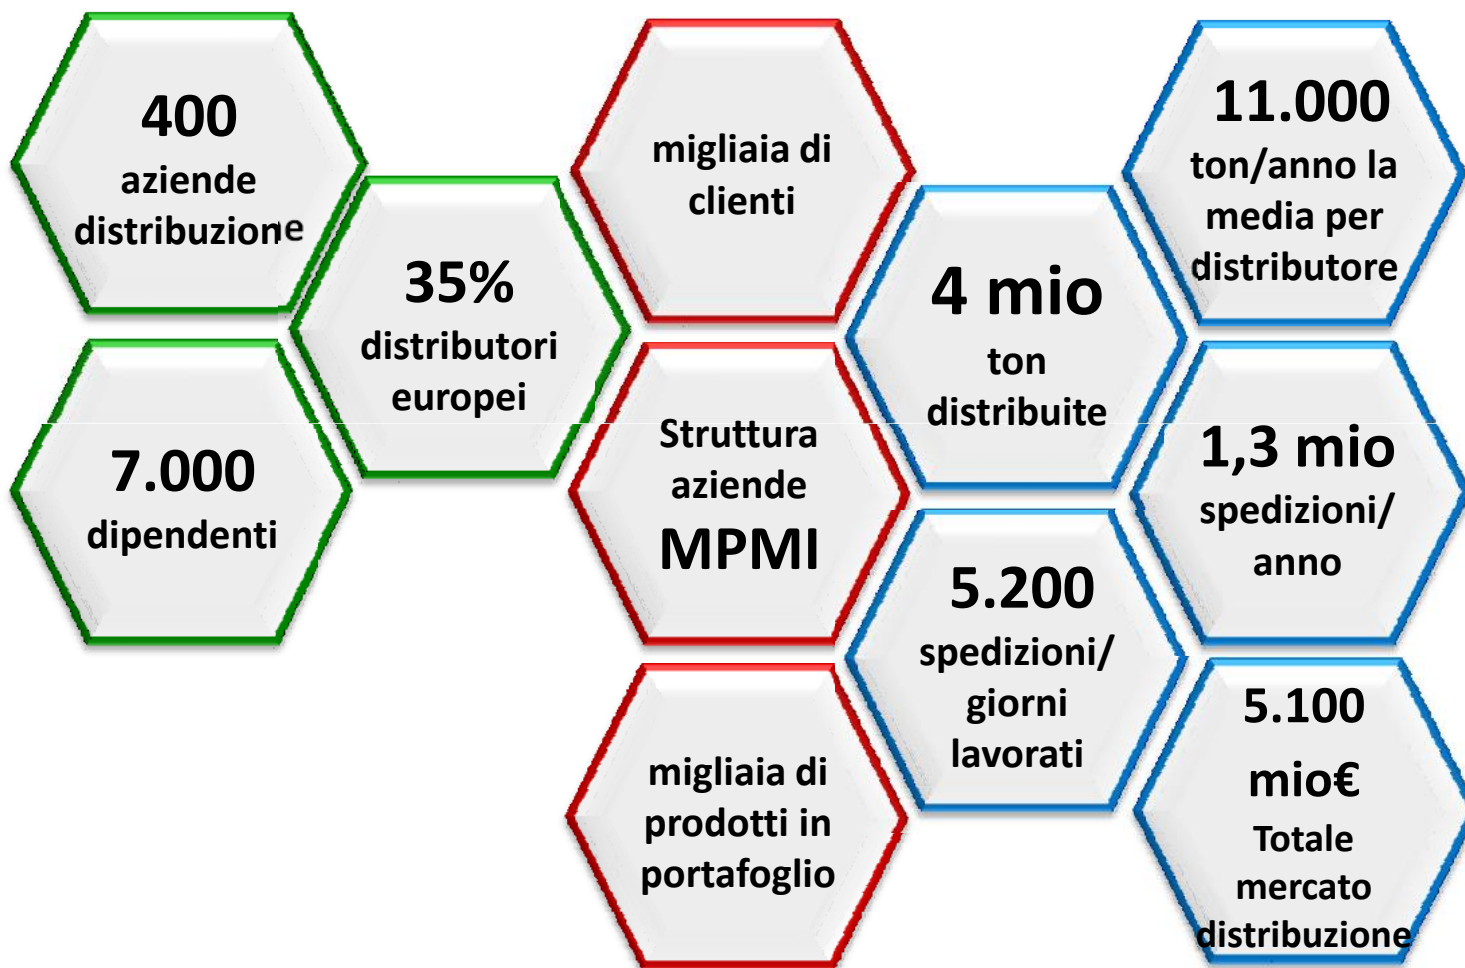 400
aziende
distribuzione
35%
distributori
europei
7.000
dipendenti
migliaia di
clienti
Struttura
aziende
MPMI
migliaia di
prodotti in
portafoglio
4 mio
ton
distribuite
5.200
spedizioni/
giorni
lavorati
11.000
ton/anno la
media per
distributore
1,3 mio
spedizioni/
anno
5.100
mio€
Totale
mercato
distribuzione